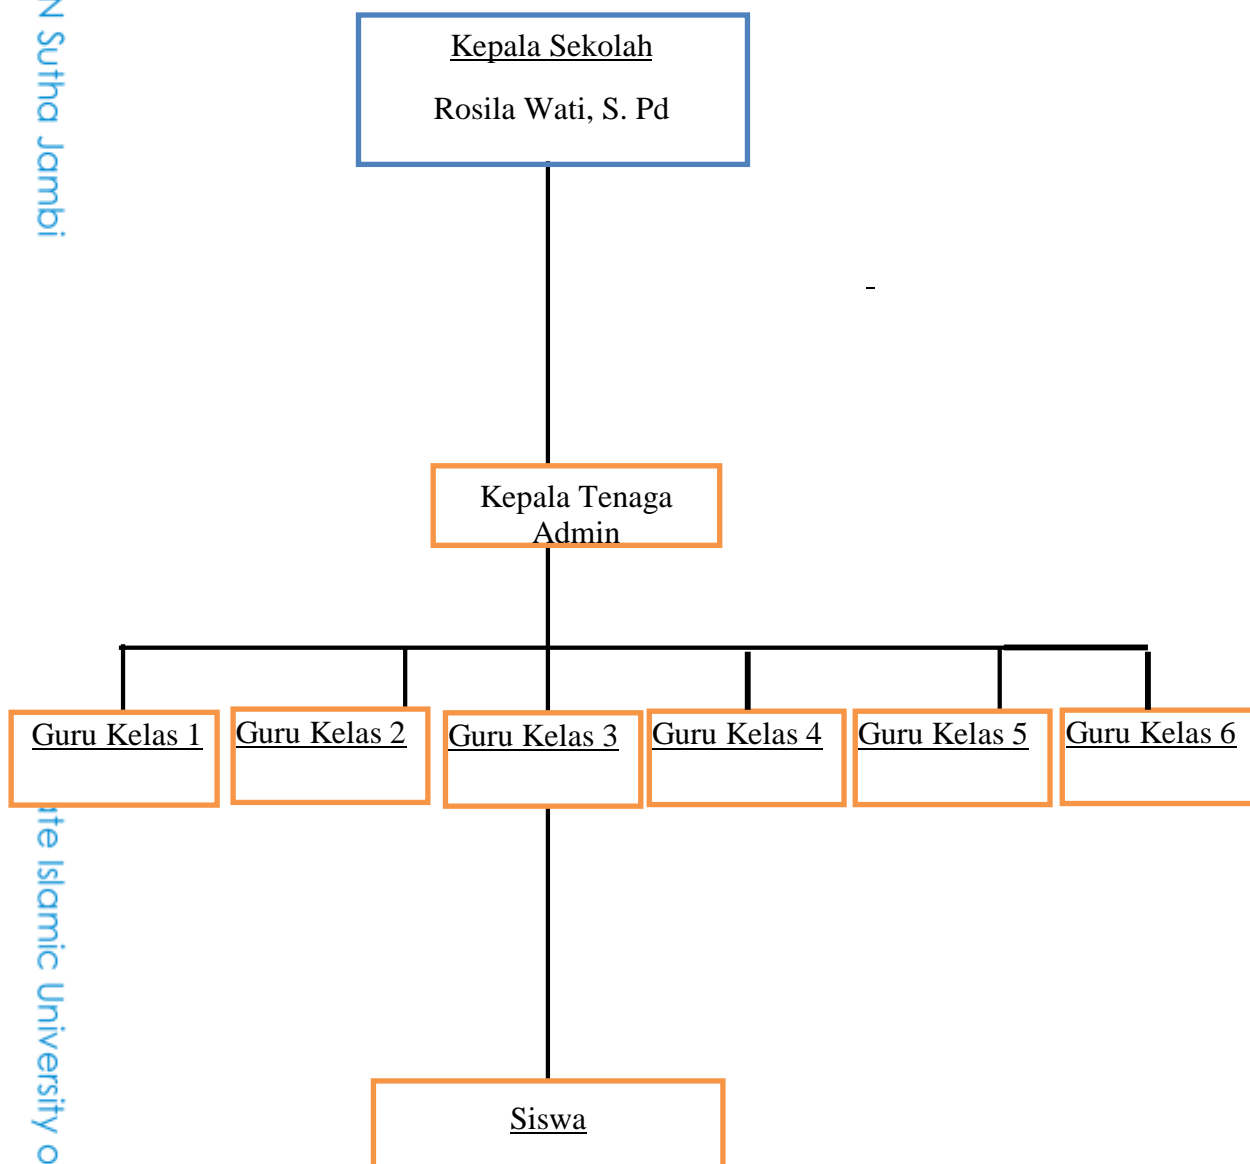 N Sutha Jambi
Kepala Sekolah
Rosila Wati, S. Pd
-
Kepala Tenaga
Admin
Guru Kelas 1
Guru Kelas 2
Guru Kelas 3
Guru Kelas 4
Guru Kelas 5
Guru Kelas 6
Islamic University
Siswa